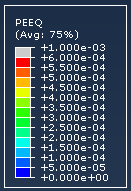 PEEQ
(Avg: 75%)
+1.000e-03
+6.000e-04
+5.500e-04
+5.000e-04
+4.500e-04
+4.000e-04
+3.500e-04
+3.000e-04
+2.500e-04
+2.000e-04
+1.500e-04
+1.000e-04
+5.000e-05
+0.000e+00